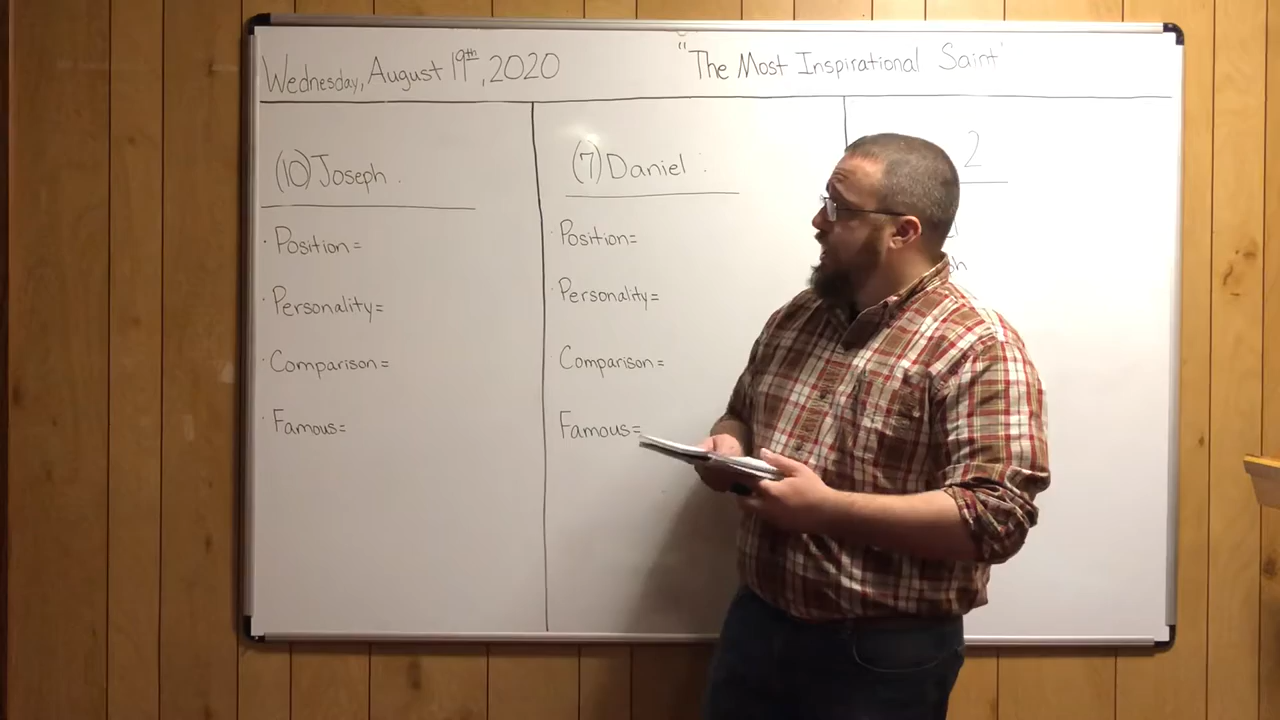 Wednesday, August 19th, 2020
"The Most Inspirational Saint"
(10) Joseph
· Position=
· Personality=
· Comparison=
· Famous=
(7) Daniel
· Position=
· Personality=
· Comparison=
Famous=
2